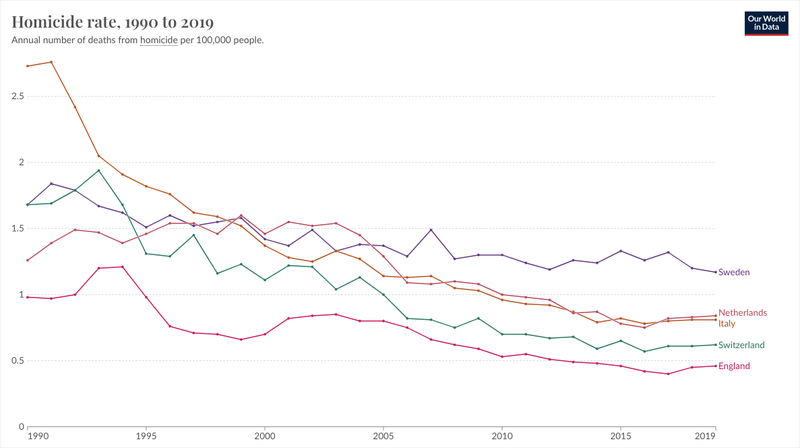 Homicide rate, 1990 to 2019
Annual number of deaths from homicide per 100,000 people.
Our World
in Data
2.5
2
1.5
1
0.5
0
1990
1995
2000
2005
2010
2015
2019
Sweden
Netherlands
Italy
Switzerland
England